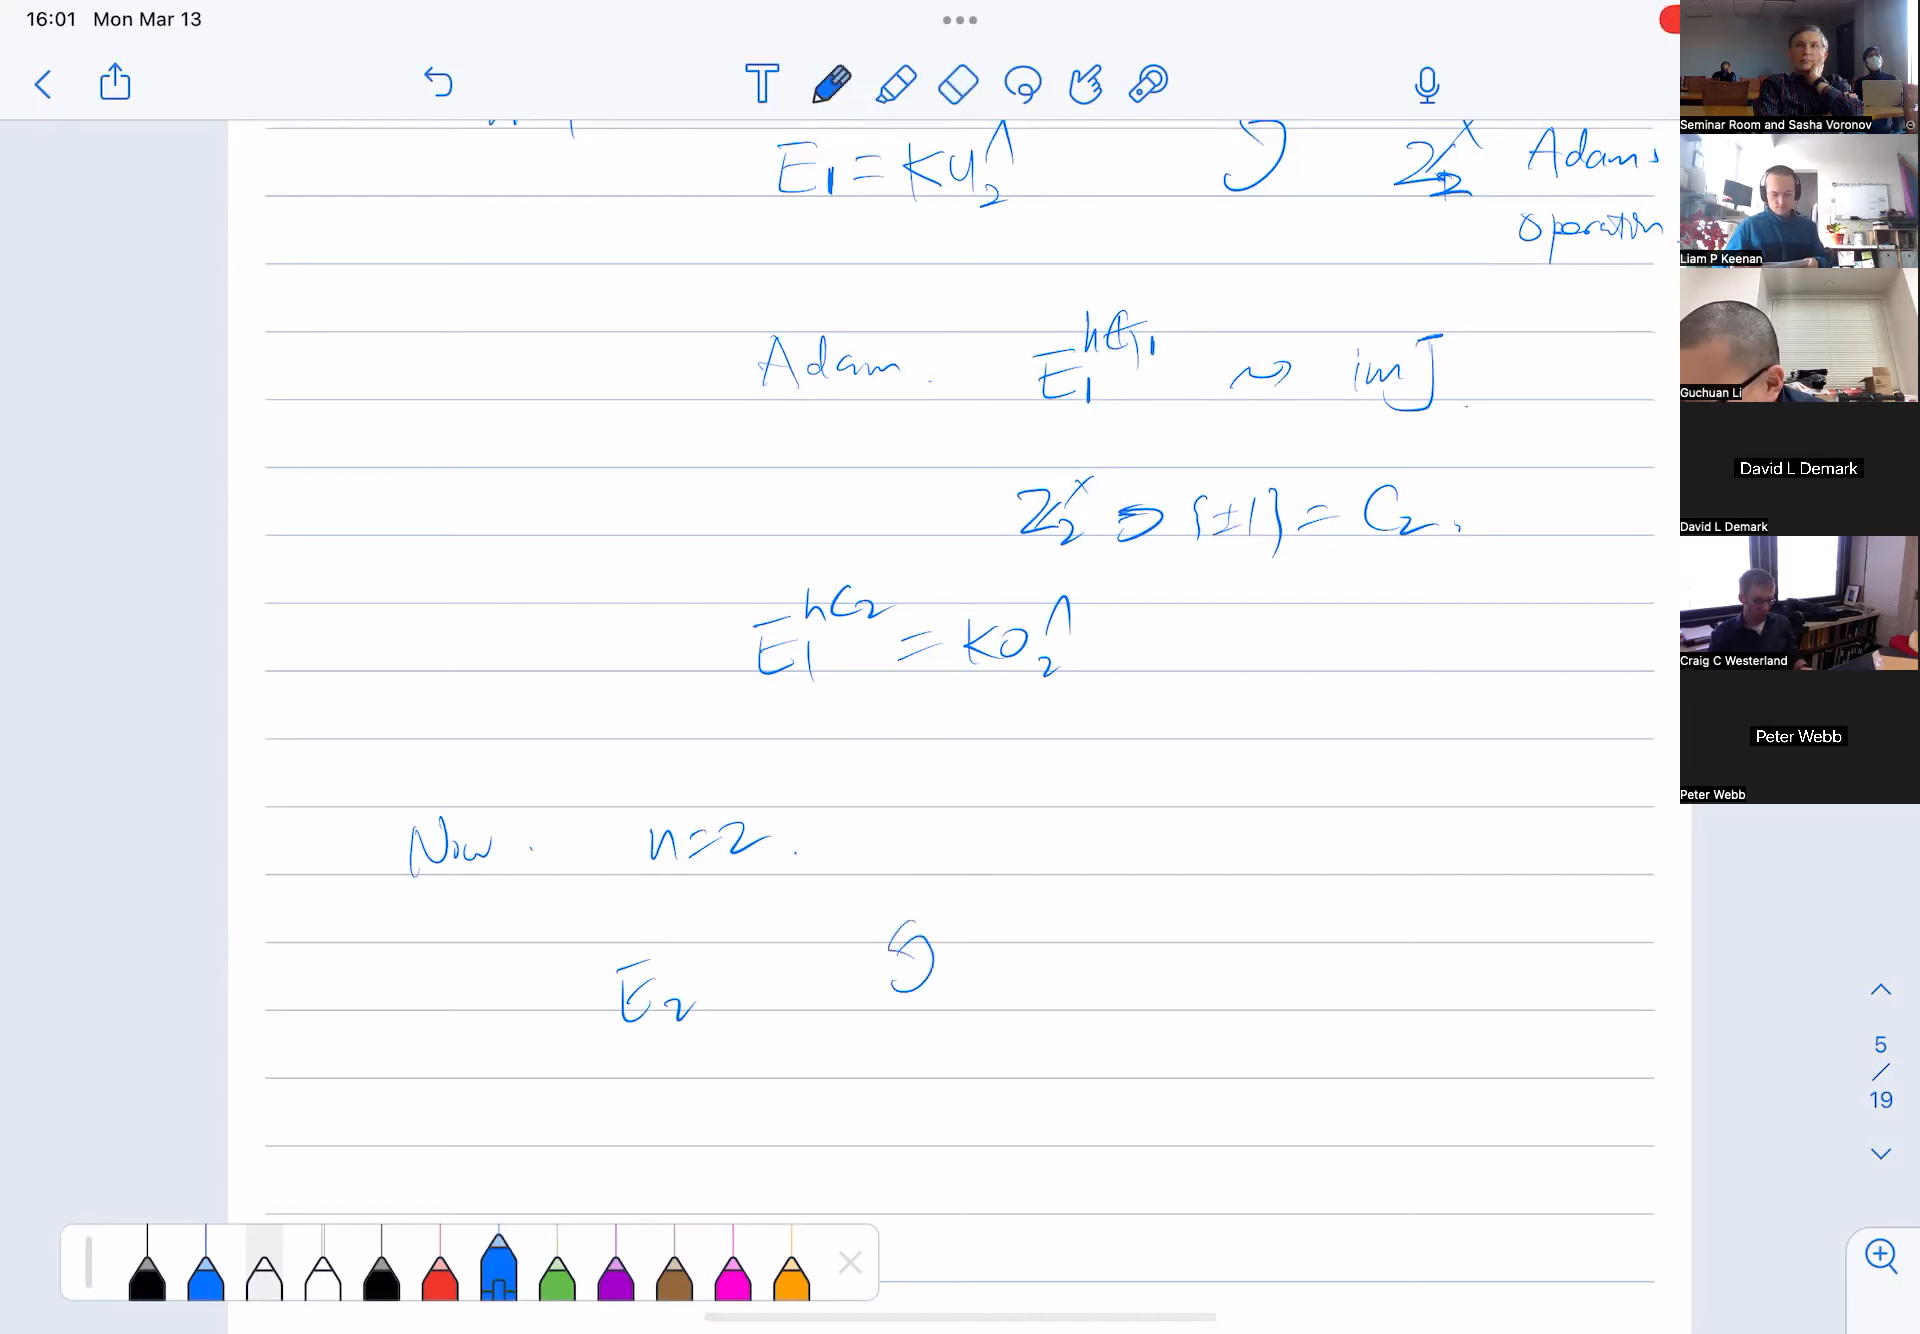 16:01 Mon Mar 13
E₁ = KU₂^ ↺ Z₂^× Adams
operation
Adam. E₁^{hG₁} ⇝ im J.
Z₂^× ⊃ {±1} = C₂.
E₁^{hC₂} = KO₂^
Now. n=2.
E₂ ↺
5
/
19
Seminar Room and Sasha Voronov
Liam P Keenan
Guchuan Li
David L Demark
David L Demark
Craig C Westerland
Peter Webb
Peter Webb